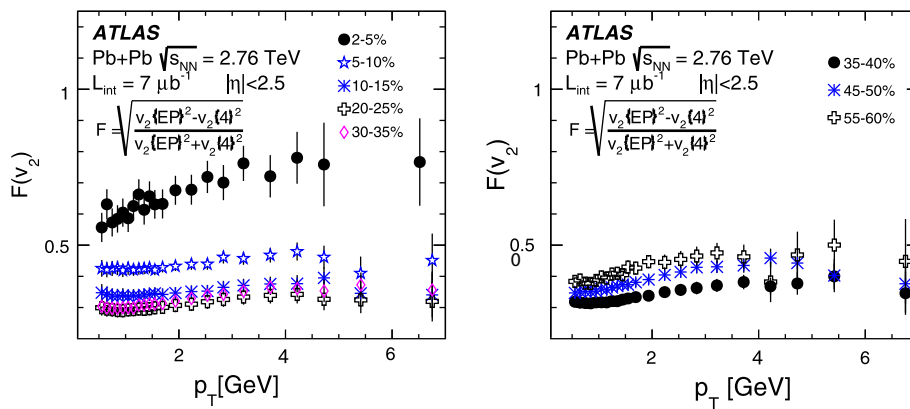 ATLAS
Pb+Pb √sNN = 2.76 TeV
Lint = 7 μb-1 |η|<2.5
F = √ v2{EP}2-v2{4}2 / v2{EP}2+v2{4}2
2-5%
5-10%
10-15%
20-25%
30-35%
F(v2)
1
0.5
2
4
6
pT [GeV]
ATLAS
Pb+Pb √sNN = 2.76 TeV
Lint = 7 μb-1 |η|<2.5
F = √ v2{EP}2-v2{4}2 / v2{EP}2+v2{4}2
35-40%
45-50%
55-60%
F(v2)
1
0.5
0
2
4
6
pT [GeV]